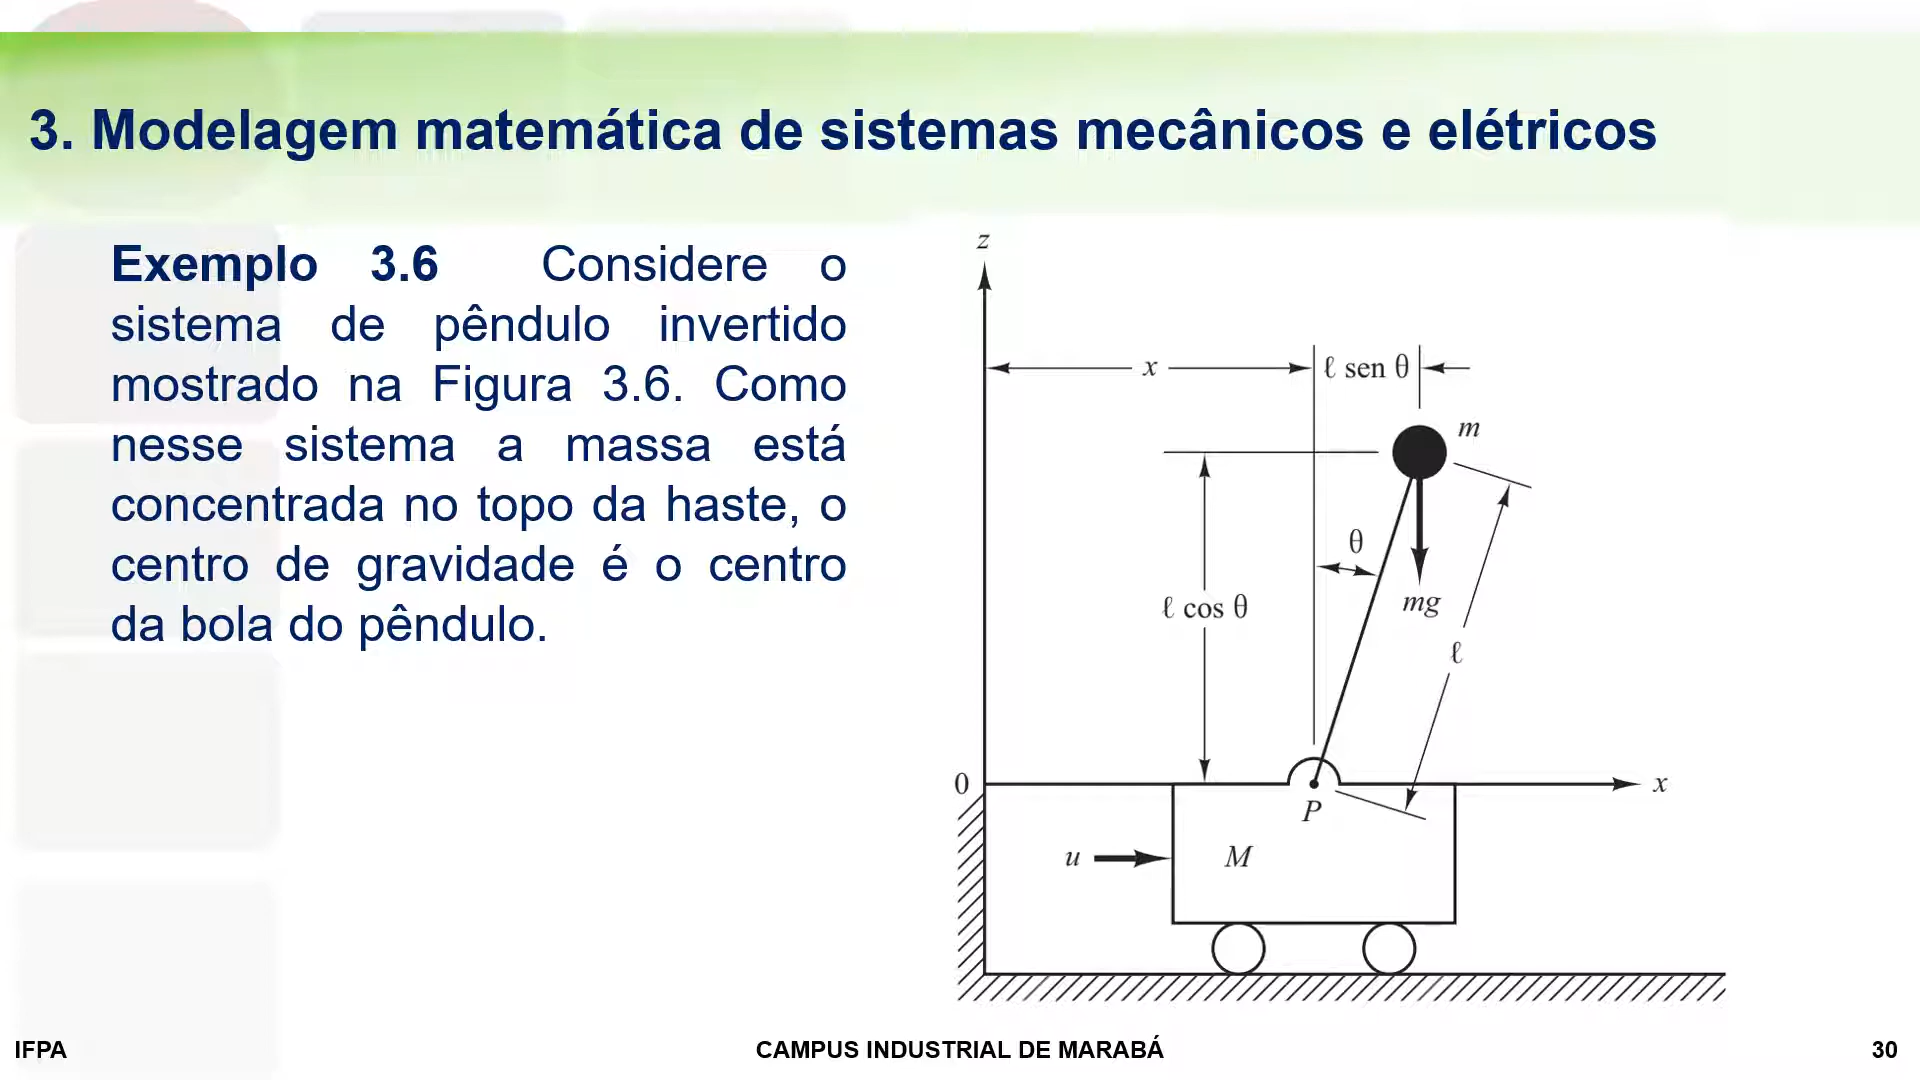 3. Modelagem matemática de sistemas mecânicos e elétricos
Exemplo 3.6 Considere o
sistema de pêndulo invertido
mostrado na Figura 3.6. Como
nesse sistema a massa está
concentrada no topo da haste, o
centro de gravidade é o centro
da bola do pêndulo.
z
x
ℓ sen θ
m
θ
ℓ cos θ
mg
ℓ
0
x
P
u
M
IFPA
CAMPUS INDUSTRIAL DE MARABÁ
30